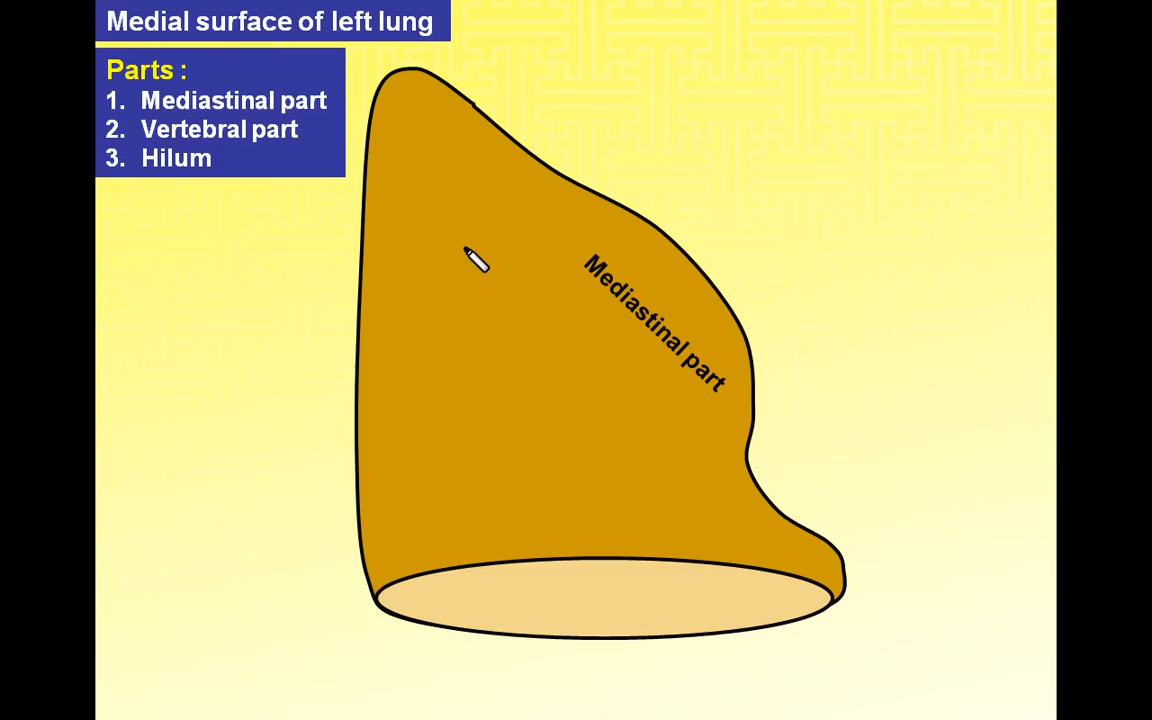 Medial surface of left lung
Parts :
1. Mediastinal part
2. Vertebral part
3. Hilum
Mediastinal part